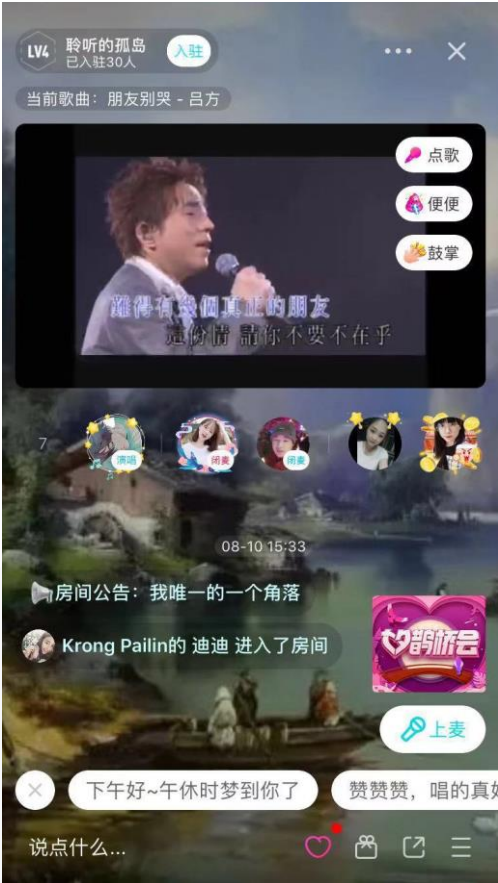 LV4
聆听的孤岛
已入驻30人
入驻
当前歌曲：朋友别哭 - 吕方
点歌
便便
鼓掌
難得有幾個真正的朋友
這份情 請你不要不在乎
7
演唱
闭麦
闭麦
08-10 15:33
房间公告：我唯一的一个角落
Krong Pailin的 迪迪 进入了房间
七夕鹊桥会
上麦
下午好~午休时梦到你了
赞赞赞，唱的真
说点什么...